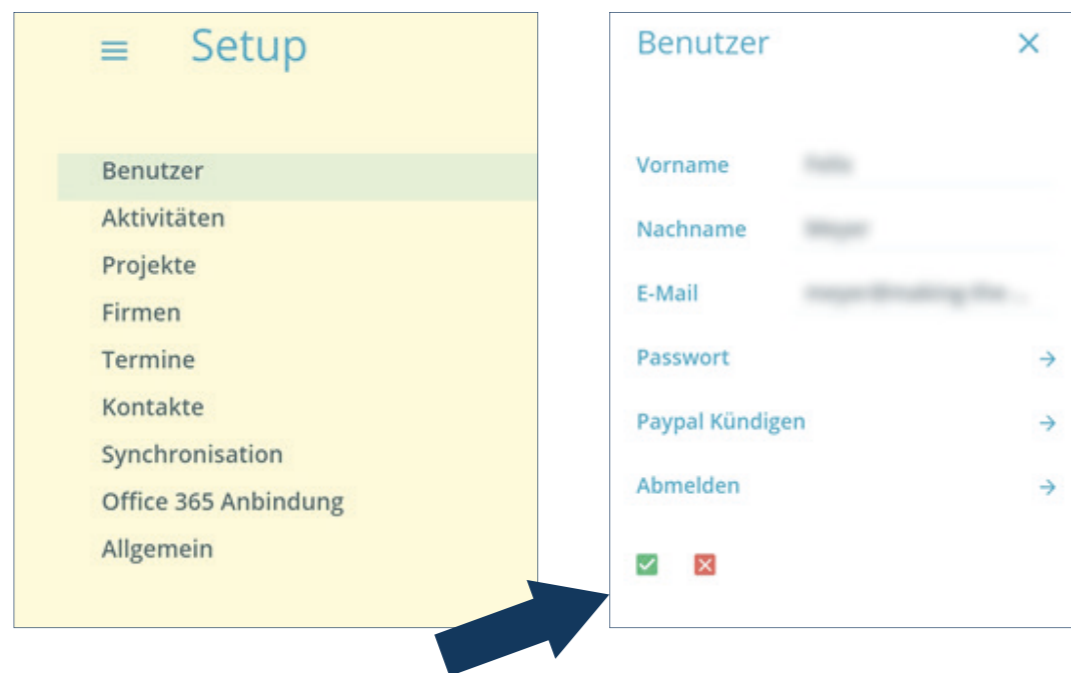 Setup
Benutzer
Aktivitäten
Projekte
Firmen
Termine
Kontakte
Synchronisation
Office 365 Anbindung
Allgemein
Benutzer
Vorname
Nachname
E-Mail
Passwort
Paypal Kündigen
Abmelden